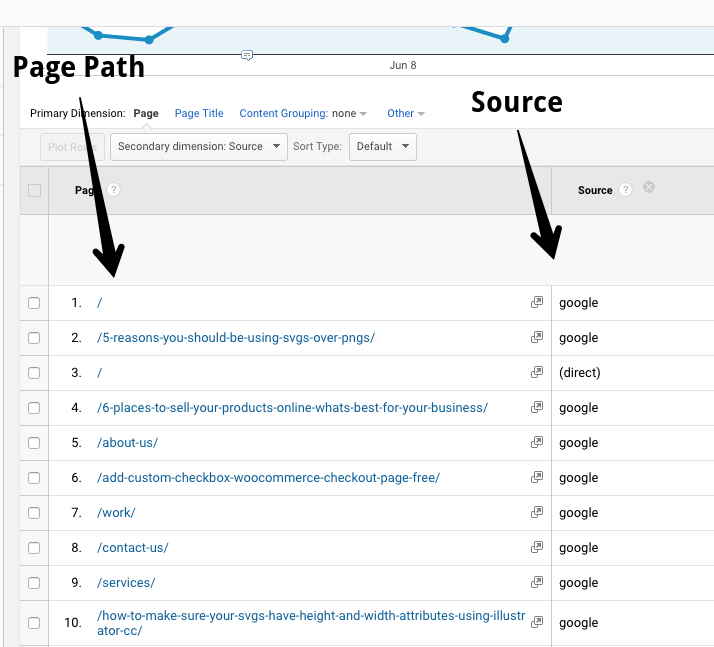 Page Path
Jun 8
Source
Primary Dimension: Page Page Title Content Grouping: none Other
Plot Rows Secondary dimension: Source Sort Type: Default
Page ? Source ?
1. / google
2. /5-reasons-you-should-be-using-svgs-over-pngs/ google
3. / (direct)
4. /6-places-to-sell-your-products-online-whats-best-for-your-business/ google
5. /about-us/ google
6. /add-custom-checkbox-woocommerce-checkout-page-free/ google
7. /work/ google
8. /contact-us/ google
9. /services/ google
10. /how-to-make-sure-your-svgs-have-height-and-width-attributes-using-illustr google
ator-cc/